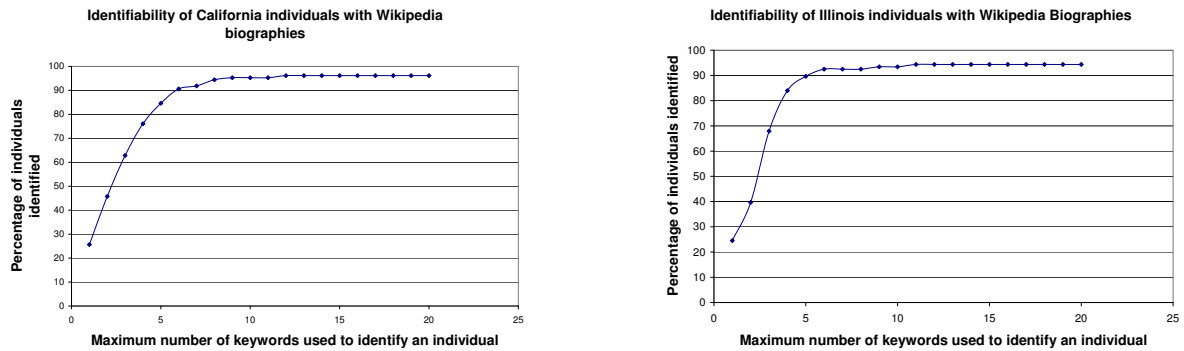 Identifiability of California individuals with Wikipedia
biographies
100
90
80
70
60
50
40
30
20
10
0
0 5 10 15 20 25
Percentage of individuals
identified
Maximum number of keywords used to identify an individual
Identifiability of Illinois individuals with Wikipedia Biographies
100
90
80
70
60
50
40
30
20
10
0
0 5 10 15 20 25
Percentage of individuals identified
Maximum number of keywords used to identify an individual